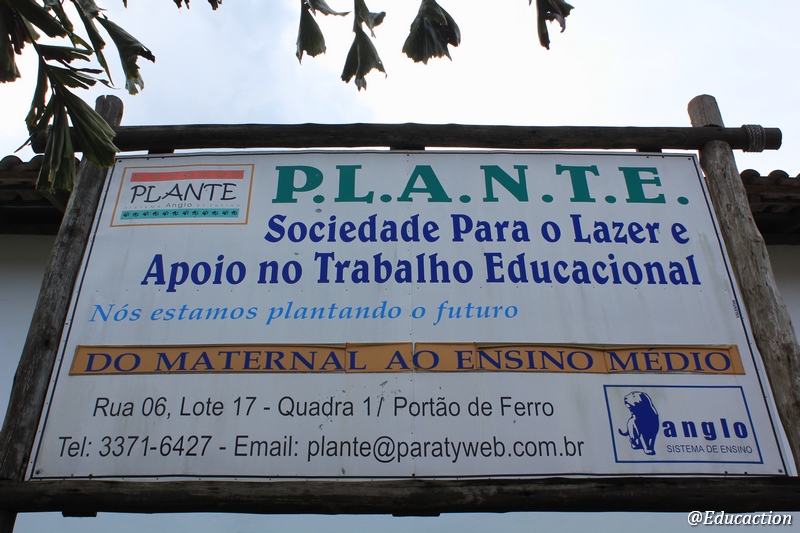 PLANTE
P.L.A.N.T.E.
Sociedade Para o Lazer e
Apoio no Trabalho Educacional
Nós estamos plantando o futuro
DO MATERNAL AO ENSINO MÉDIO
Rua 06, Lote 17 - Quadra 1/ Portão de Ferro
Tel: 3371-6427 - Email: plante@paratyweb.com.br
anglo
SISTEMA DE ENSINO
@Educaction